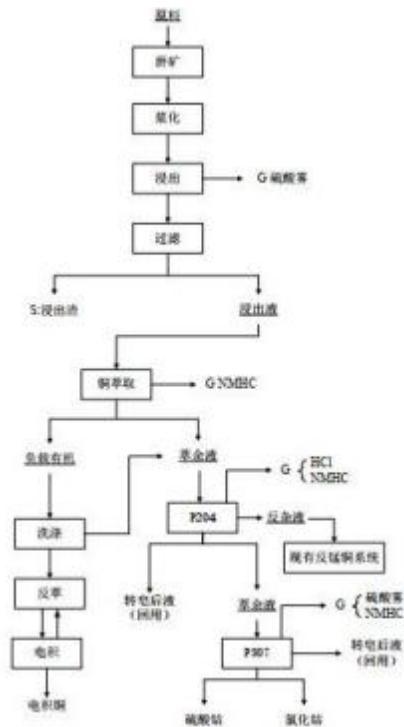 原料
磨矿
浆化
浸出
G 硫酸雾
过滤
S:浸出渣
浸出液
铜萃取
G NMHC
负载有机
萃余液
G { HCl
NMHC
洗涤
P204
反杂液
现有反锰铜系统
反萃
转皂后液
(回用)
萃余液
G { 硫酸雾
NMHC
电积
P507
转皂后液
(回用)
电积铜
硫酸钴
氯化钴